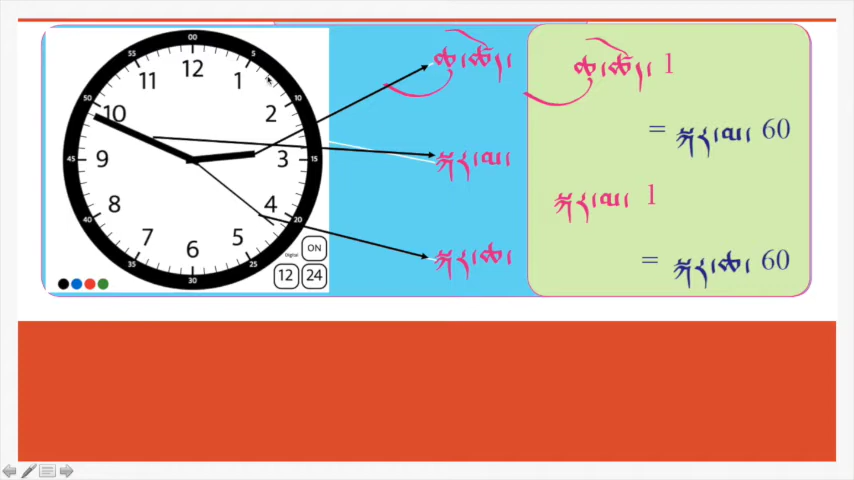 00
55 5
12
11 1
50 10
10 2
45 9 3 15
8 4
40 20
7 5
6
35 25
30
Digital
ON
12 24
ཆུ་ཚོད།
སྐར་མ།
སྐར་ཆ།
ཆུ་ཚོད། 1
= སྐར་མ། 60
སྐར་མ། 1
= སྐར་ཆ། 60